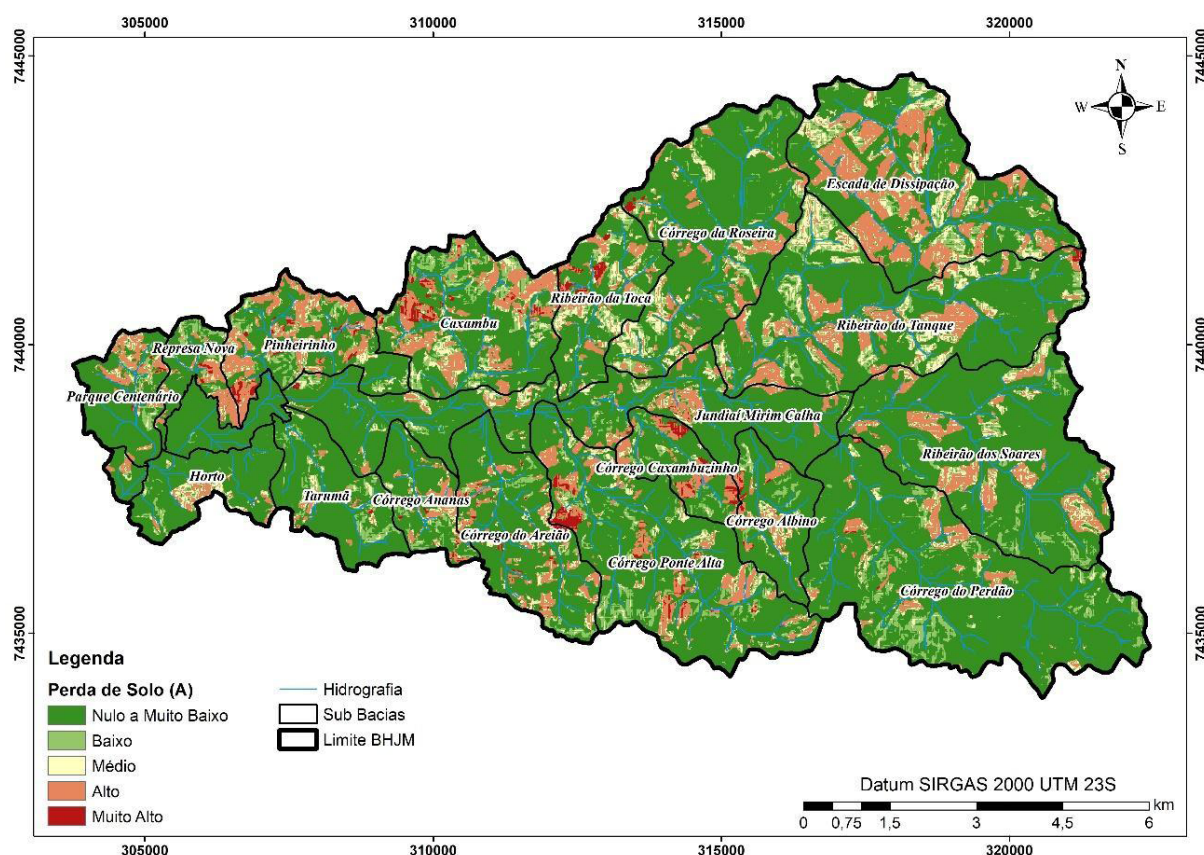 305000
310000
315000
320000
7445000
7445000
N
W
E
S
Escada de Dissipação
Córrego da Roseira
Ribeirão da Toca
Caxambu
Ribeirão do Tanque
7440000
7440000
Represa Nova
Pinheirinho
Parque Centenário
Jundiaí Mirim Calha
Ribeirão dos Soares
Córrego Caxambuzinho
Horto
Tarumã
Córrego Ananas
Córrego Albino
Córrego do Areião
Córrego Ponte Alta
Córrego do Perdão
7435000
7435000
Legenda
Perda de Solo (A)
Nulo a Muito Baixo
Baixo
Médio
Alto
Muito Alto
Hidrografia
Sub Bacias
Limite BHJM
Datum SIRGAS 2000 UTM 23S
km
0
0,75
1,5
3
4,5
6
305000
310000
315000
320000